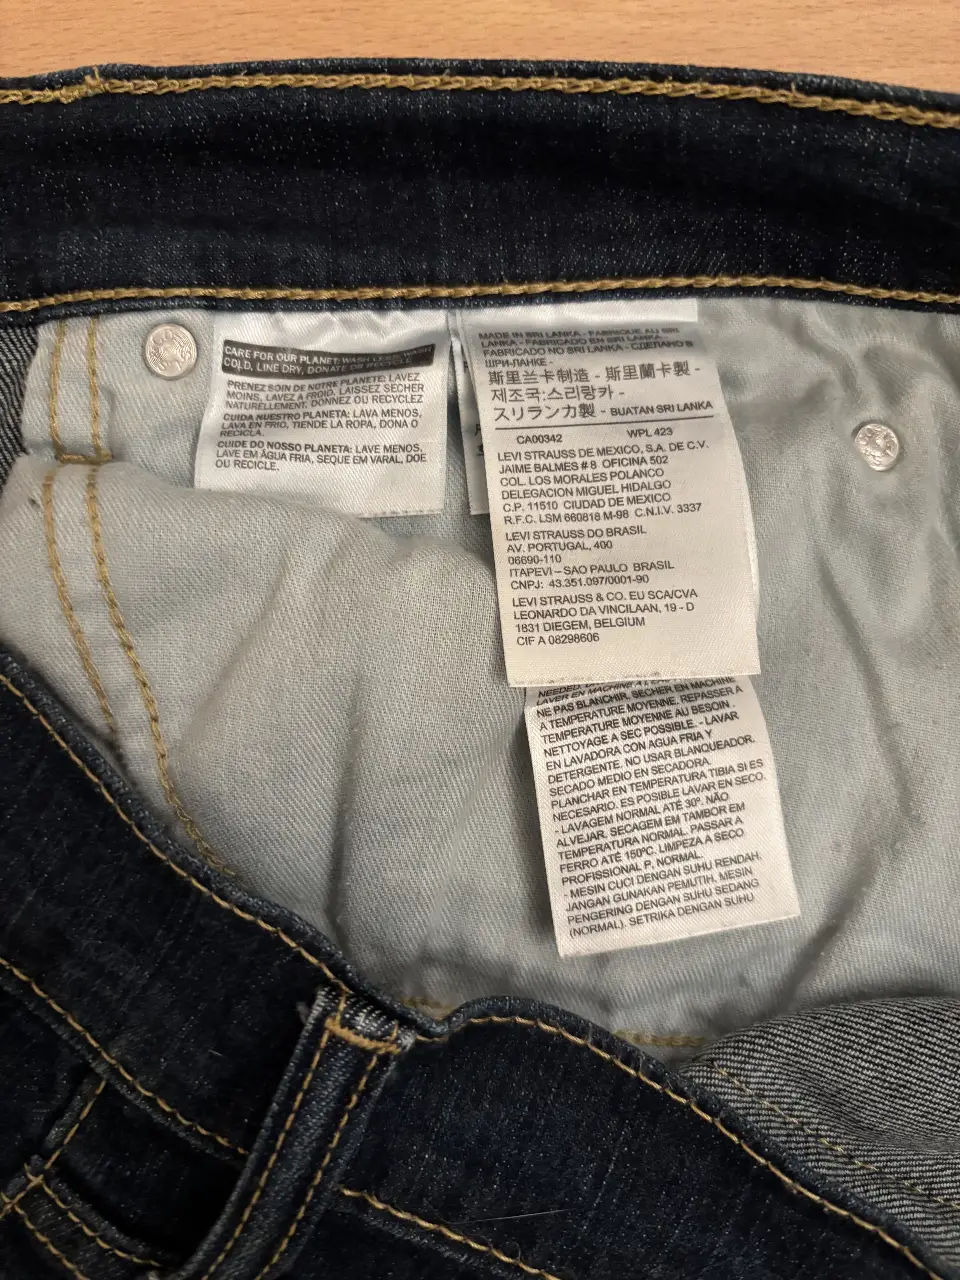 CARE FOR OUR PLANET: WASH LESS, WASH
COLD, LINE DRY, DONATE OR RECYCLE.
PRENEZ SOIN DE NOTRE PLANETE: LAVEZ
MOINS, LAVEZ A FROID. LAISSEZ SECHER
NATURELLEMENT. DONNEZ OU RECYCLEZ
CUIDA NUESTRO PLANETA: LAVA MENOS,
LAVA EN FRIO, TIENDE LA ROPA, DONA O
RECICLA.
CUIDE DO NOSSO PLANETA: LAVE MENOS,
LAVE EM ÁGUA FRIA, SEQUE EM VARAL, DOE
OU RECICLE.
MADE IN SRI LANKA - FABRIQUE AU SRI
LANKA - FABRICADO EN SRI LANKA -
FABRICADO NO SRI LANKA - СДЕЛАНО В
ШРИ-ЛАНКЕ -
斯里兰卡制造 - 斯里蘭卡製 -
제조국:스리랑카 -
スリランカ製 - BUATAN SRI LANKA
CA00342 WPL 423
LEVI STRAUSS DE MEXICO, S.A. DE C.V.
JAIME BALMES # 8 OFICINA 502
COL. LOS MORALES POLANCO
DELEGACION MIGUEL HIDALGO
C.P. 11510 CIUDAD DE MEXICO
R.F.C. LSM 660818 M-98 C.N.I.V. 3337
LEVI STRAUSS DO BRASIL
AV. PORTUGAL, 400
06690-110
ITAPEVI – SAO PAULO BRASIL
CNPJ: 43.351.097/0001-90
LEVI STRAUSS & CO. EU SCA/CVA
LEONARDO DA VINCILAAN, 19 - D
1831 DIEGEM, BELGIUM
CIF A 08298606
NEEDED.
LAVER EN MACHINE A L'EAU
NE PAS BLANCHIR. SECHER EN MACHINE
A TEMPERATURE MOYENNE. REPASSER A
TEMPERATURE MOYENNE AU BESOIN.
NETTOYAGE A SEC POSSIBLE. - LAVAR
EN LAVADORA CON AGUA FRIA Y
DETERGENTE. NO USAR BLANQUEADOR.
SECADO MEDIO EN SECADORA.
PLANCHAR EN TEMPERATURA TIBIA SI ES
NECESARIO. ES POSIBLE LAVAR EN SECO.
- LAVAGEM NORMAL ATÉ 30º. NÃO
ALVEJAR. SECAGEM EM TAMBOR EM
TEMPERATURA NORMAL. PASSAR A
FERRO ATÉ 150ºC. LIMPEZA A SECO
PROFISSIONAL P, NORMAL.
- MESIN CUCI DENGAN SUHU RENDAH.
JANGAN GUNAKAN PEMUTIH. MESIN
PENGERING DENGAN SUHU SEDANG
(NORMAL). SETRIKA DENGAN SUHU